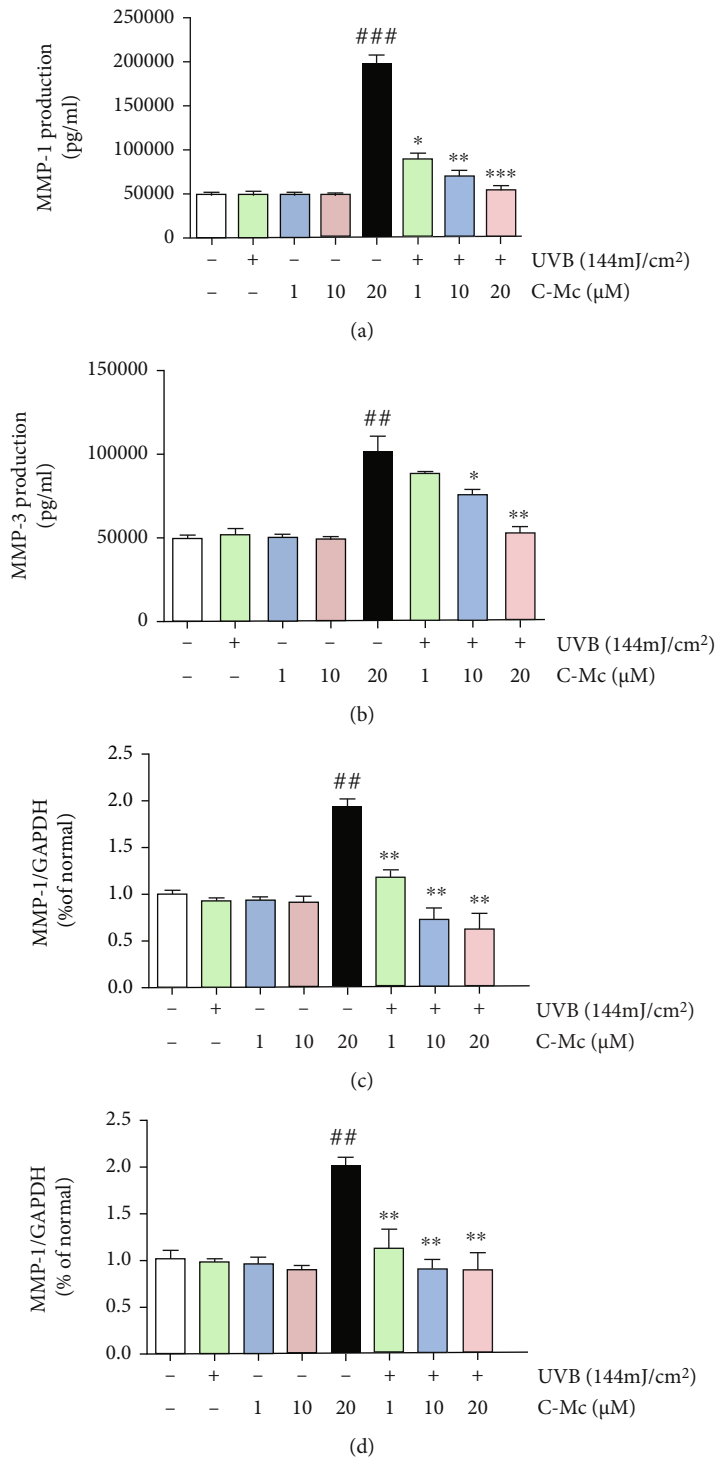 ###
250000
200000
150000
100000
50000
0
MMP-1 production
(pg/ml)
* ** ***
– + – – – + + + UVB (144mJ/cm²)
– – 1 10 20 1 10 20 C-Mc (μM)
(a)
150000
100000
50000
0
MMP-3 production
(pg/ml)
##
* **
– + – – – + + + UVB (144mJ/cm²)
– – 1 10 20 1 10 20 C-Mc (μM)
(b)
2.5
2.0
1.5
1.0
0.5
0.0
MMP-1/GAPDH
(%of normal)
##
** ** **
– + – – – + + + UVB (144mJ/cm²)
– – 1 10 20 1 10 20 C-Mc (μM)
(c)
2.5
2.0
1.5
1.0
0.5
0.0
MMP-1/GAPDH
(% of normal)
##
** ** **
– + – – – + + + UVB (144mJ/cm²)
– – 1 10 20 1 10 20 C-Mc (μM)
(d)